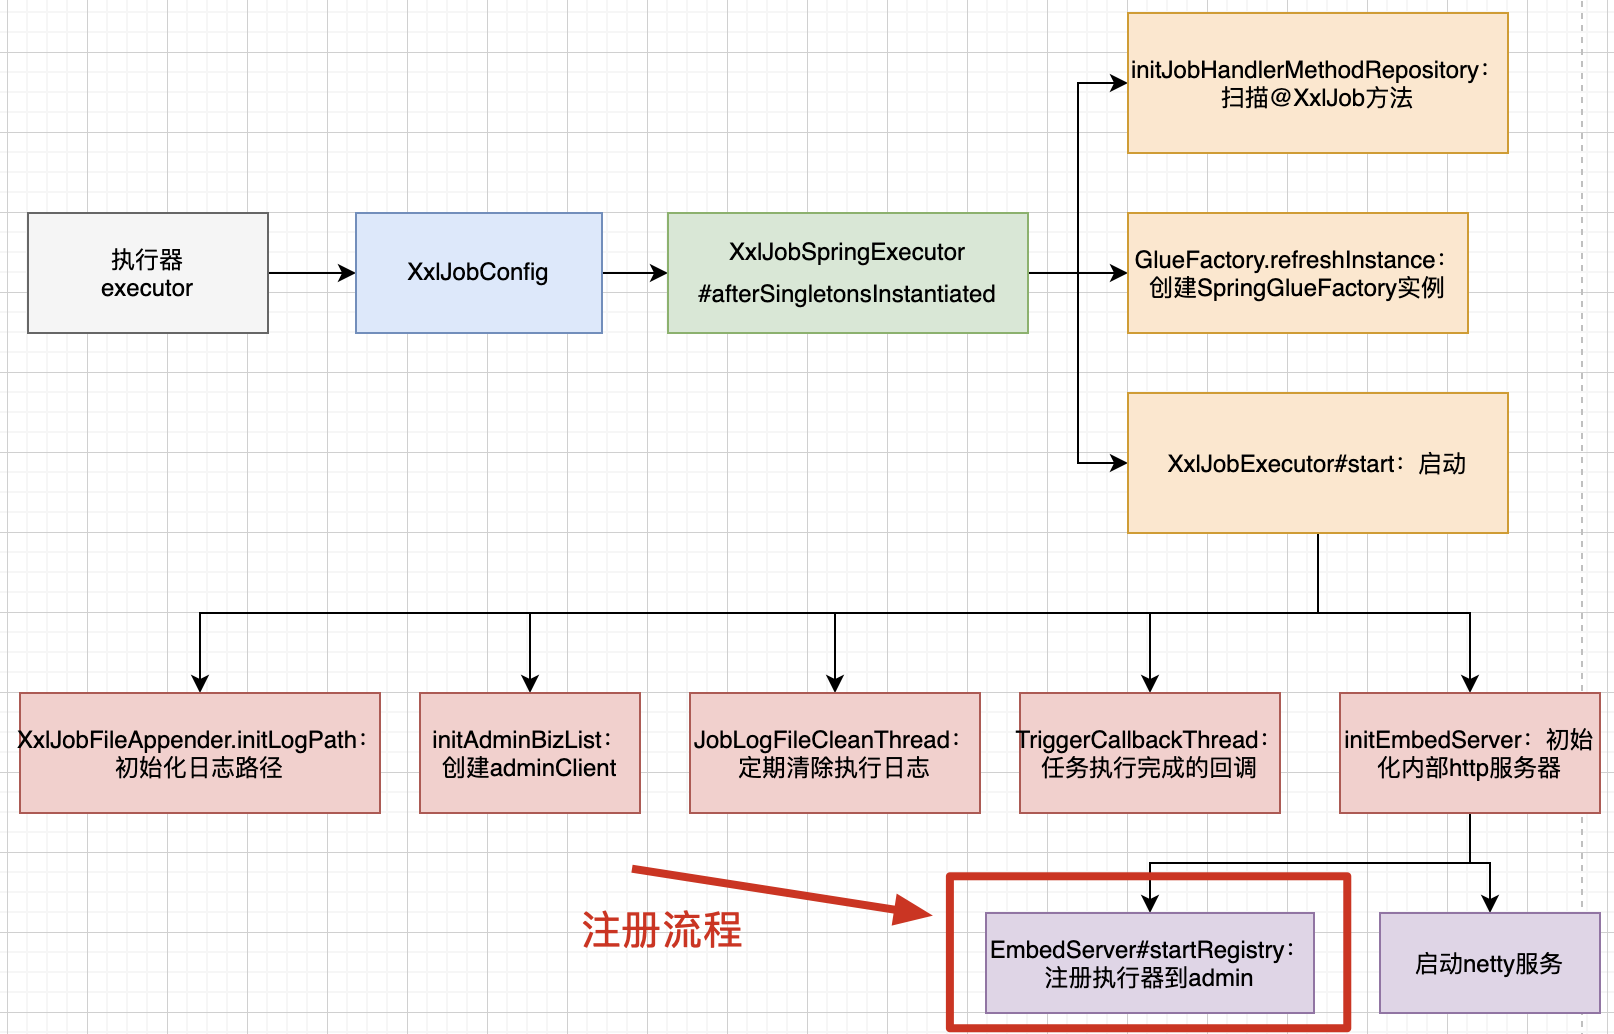 initJobHandlerMethodRepository：
扫描@XxlJob方法
执行器
executor
XxlJobConfig
XxlJobSpringExecutor
#afterSingletonsInstantiated
GlueFactory.refreshInstance：
创建SpringGlueFactory实例
XxlJobExecutor#start：启动
XxlJobFileAppender.initLogPath：
初始化日志路径
initAdminBizList：
创建adminClient
JobLogFileCleanThread：
定期清除执行日志
TriggerCallbackThread：
任务执行完成的回调
initEmbedServer：初始
化内部http服务器
注册流程
EmbedServer#startRegistry：
注册执行器到admin
启动netty服务